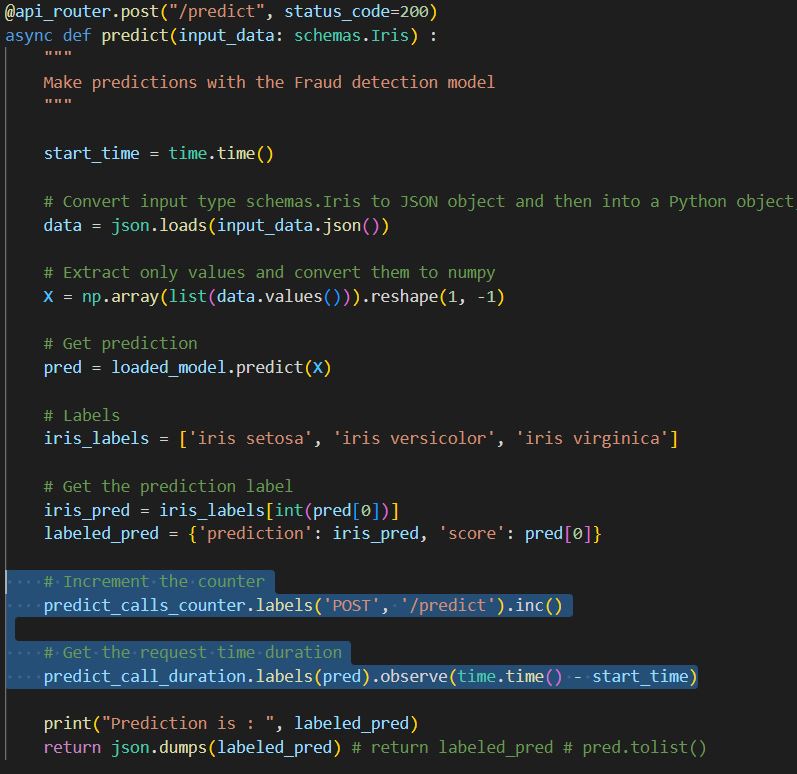 @api_router.post("/predict", status_code=200)
async def predict(input_data: schemas.Iris) :
    """
    Make predictions with the Fraud detection model
    """
    start_time = time.time()
    # Convert input type schemas.Iris to JSON object and then into a Python object
    data = json.loads(input_data.json())
    # Extract only values and convert them to numpy
    X = np.array(list(data.values())).reshape(1, -1)
    # Get prediction
    pred = loaded_model.predict(X)
    # Labels
    iris_labels = ['iris setosa', 'iris versicolor', 'iris virginica']
    # Get the prediction label
    iris_pred = iris_labels[int(pred[0])]
    labeled_pred = {'prediction': iris_pred, 'score': pred[0]}
    # Increment the counter
    predict_calls_counter.labels('POST', '/predict').inc()
    # Get the request time duration
    predict_call_duration.labels(pred).observe(time.time() - start_time)
    print("Prediction is : ", labeled_pred)
    return json.dumps(labeled_pred) # return labeled_pred # pred.tolist()